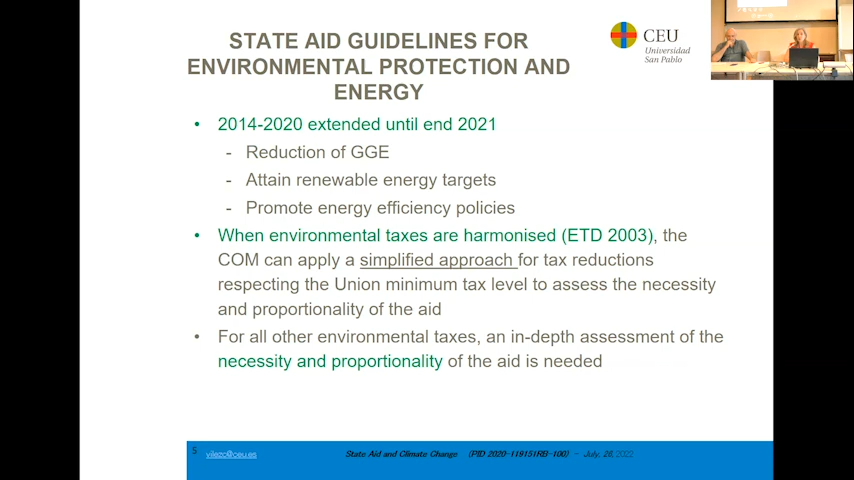 STATE AID GUIDELINES FOR
ENVIRONMENTAL PROTECTION AND
ENERGY
CEU
Universidad
San Pablo
• 2014-2020 extended until end 2021
- Reduction of GGE
- Attain renewable energy targets
- Promote energy efficiency policies
• When environmental taxes are harmonised (ETD 2003), the
COM can apply a simplified approach for tax reductions
respecting the Union minimum tax level to assess the necessity
and proportionality of the aid
• For all other environmental taxes, an in-depth assessment of the
necessity and proportionality of the aid is needed
5 vilezc@ceu.es State Aid and Climate Change (PID 2020-119151RB-100) - July, 28, 2022